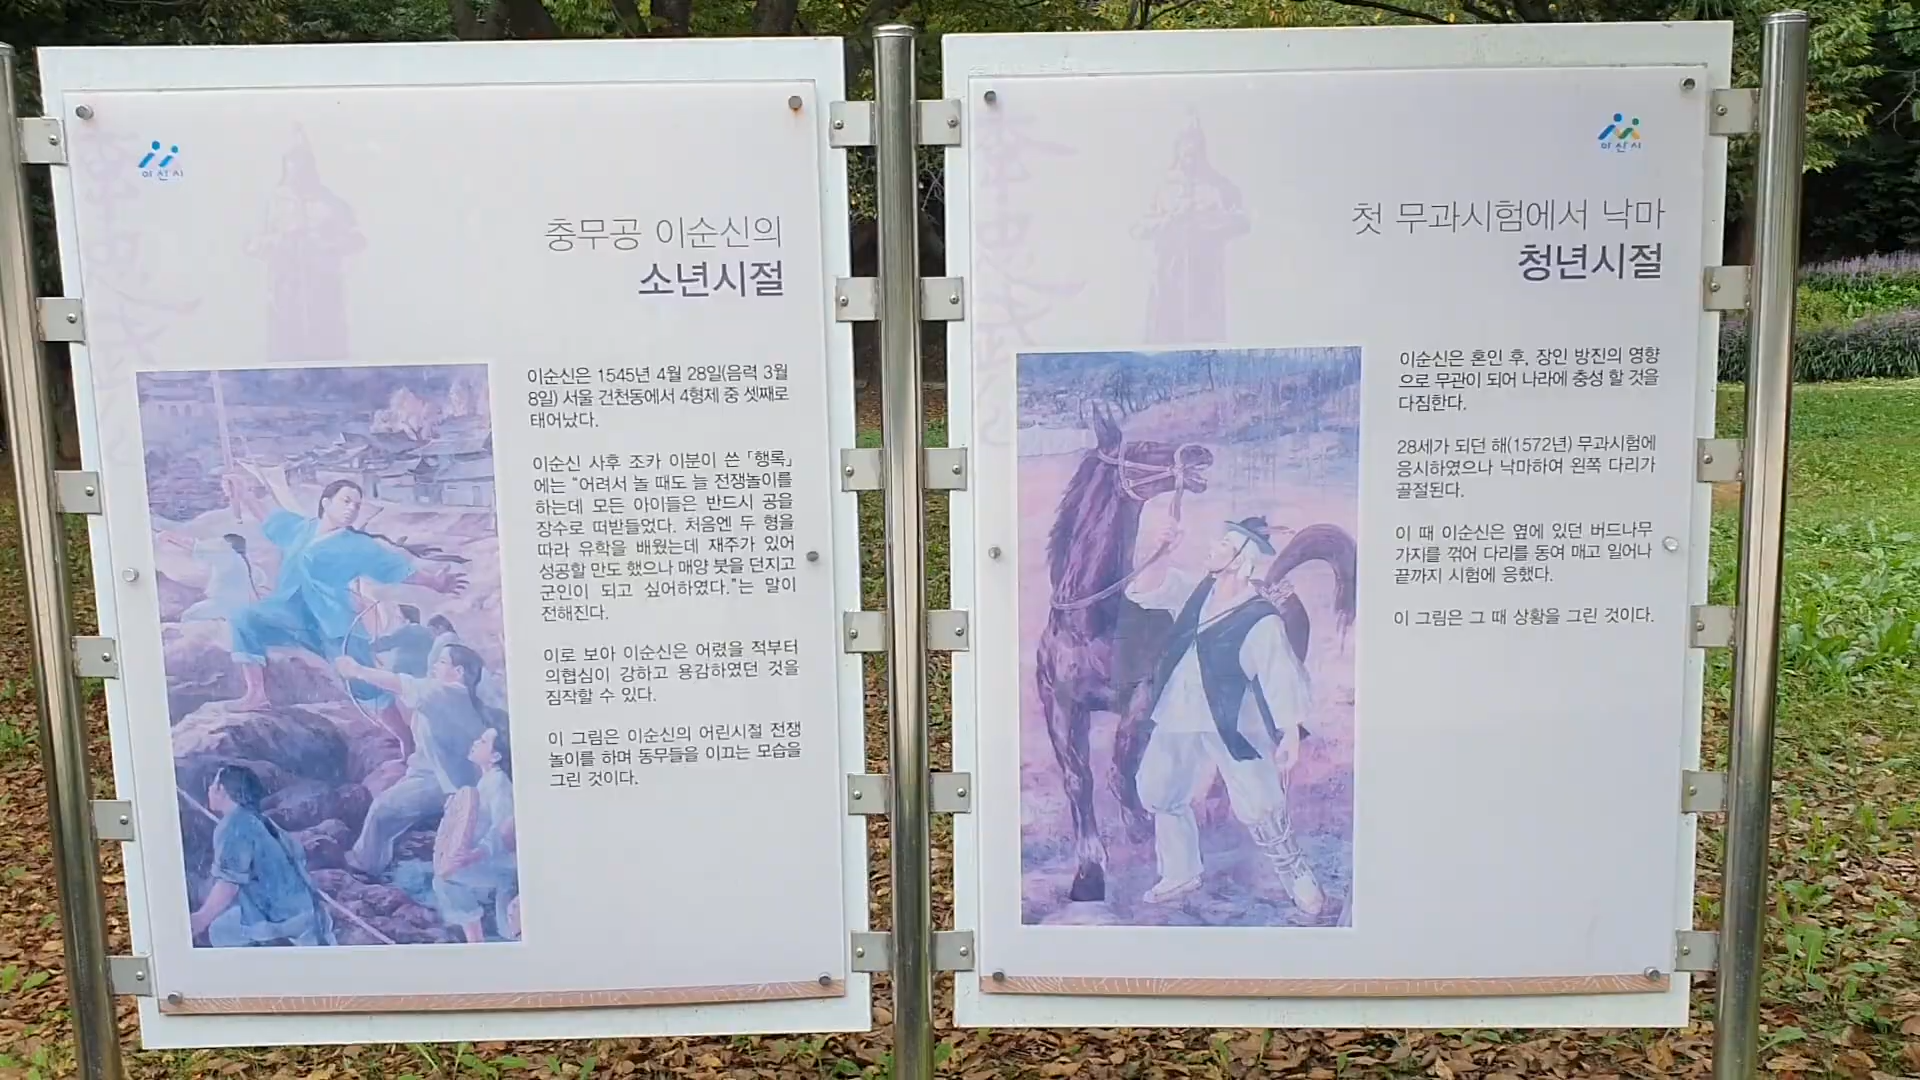 아산시
충무공 이순신의
소년시절
이순신은 1545년 4월 28일(음력 3월
8일) 서울 건천동에서 4형제 중 셋째로
태어났다.
이순신 사후 조카 이분이 쓴 「행록」
에는 "어려서 놀 때도 늘 전쟁놀이를
하는데 모든 아이들은 반드시 공을
장수로 떠받들었다. 처음엔 두 형을
따라 유학을 배웠는데 재주가 있어
성공할 만도 했으나 매양 붓을 던지고
군인이 되고 싶어하였다."는 말이
전해진다.
이로 보아 이순신은 어렸을 적부터
의협심이 강하고 용감하였던 것을
짐작할 수 있다.
이 그림은 이순신의 어린시절 전쟁
놀이를 하며 동무들을 이끄는 모습을
그린 것이다.
아산시
첫 무과시험에서 낙마
청년시절
이순신은 혼인 후, 장인 방진의 영향
으로 무관이 되어 나라에 충성 할 것을
다짐한다.
28세가 되던 해(1572년) 무과시험에
응시하였으나 낙마하여 왼쪽 다리가
골절된다.
이 때 이순신은 옆에 있던 버드나무
가지를 꺾어 다리를 동여 매고 일어나
끝까지 시험에 응했다.
이 그림은 그 때 상황을 그린 것이다.